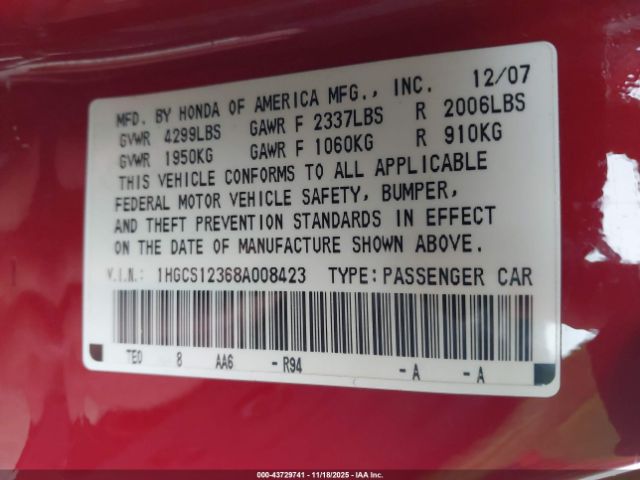 MFD. BY HONDA OF AMERICA MFG., INC. 12/07
GVWR 4299LBS GAWR F 2337LBS R 2006LBS
GVWR 1950KG GAWR F 1060KG R 910KG
THIS VEHICLE CONFORMS TO ALL APPLICABLE
FEDERAL MOTOR VEHICLE SAFETY, BUMPER,
AND THEFT PREVENTION STANDARDS IN EFFECT
ON THE DATE OF MANUFACTURE SHOWN ABOVE.
V.I.N.: 1HGCS12368A008423 TYPE: PASSENGER CAR
TE0 8 AA6 - R94 - A - A
000-43729741 - 11/18/2025 - IAA Inc.